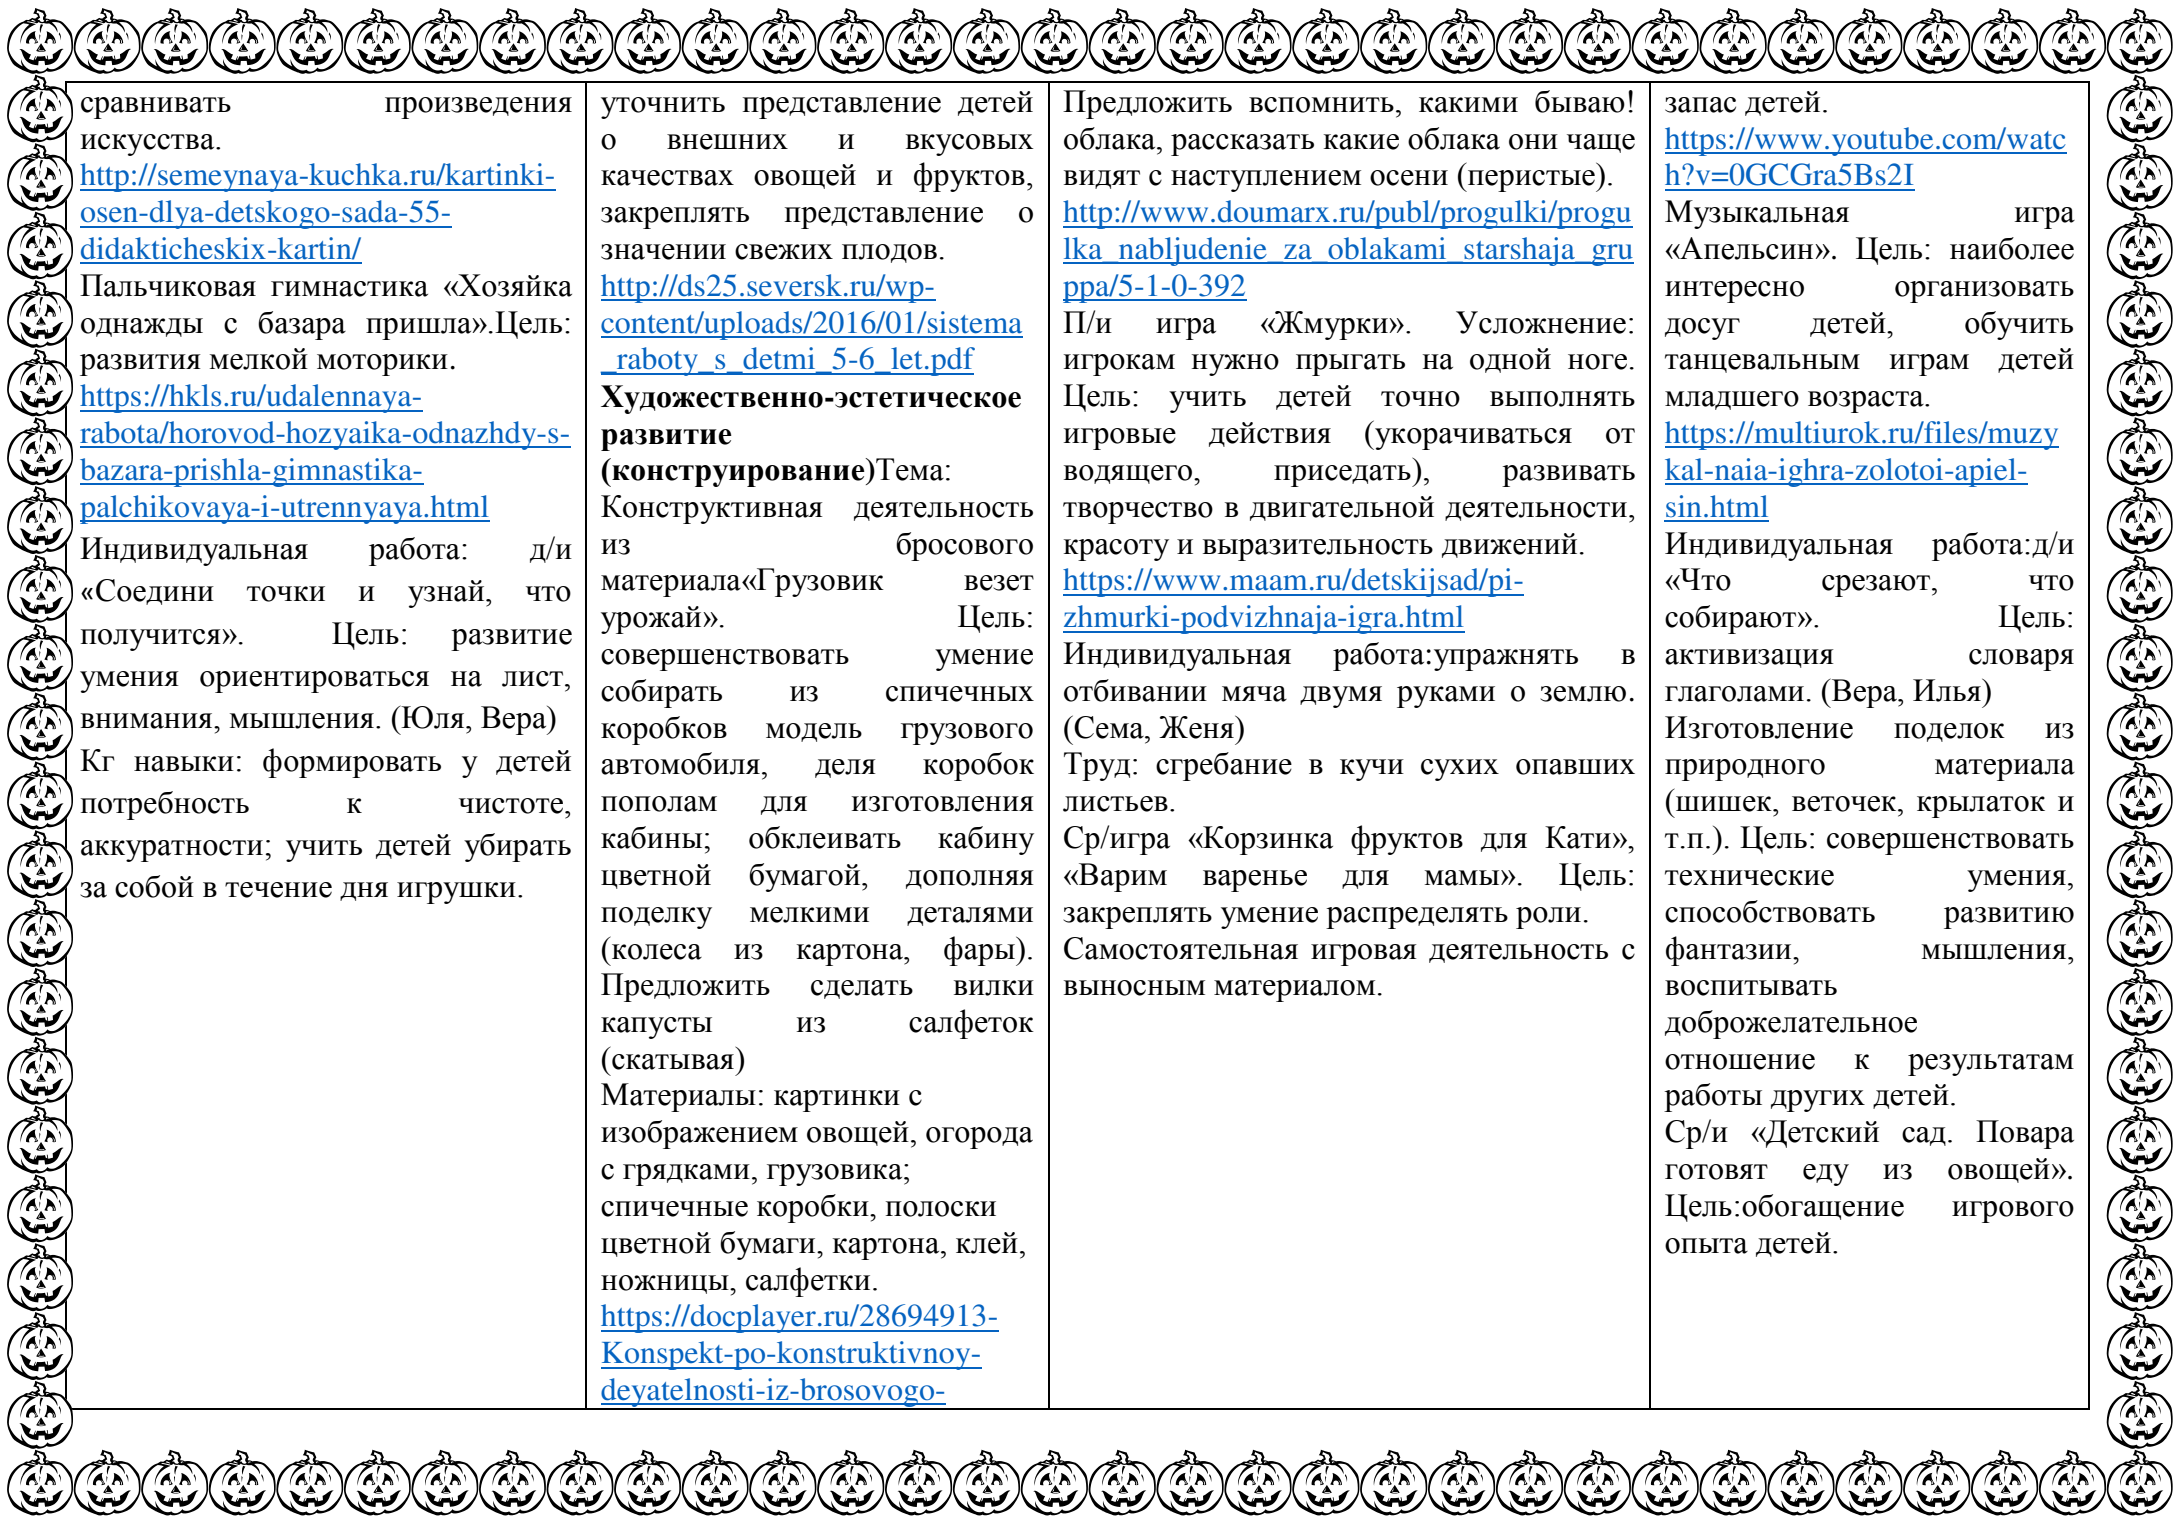 сравнивать произведения
искусства.
http://semeynaya-kuchka.ru/kartinki-
osen-dlya-detskogo-sada-55-
didakticheskix-kartin/
Пальчиковая гимнастика «Хозяйка
однажды с базара пришла».Цель:
развития мелкой моторики.
https://hkls.ru/udalennaya-
rabota/horovod-hozyaika-odnazhdy-s-
bazara-prishla-gimnastika-
palchikovaya-i-utrennyaya.html
Индивидуальная работа: д/и
«Соедини точки и узнай, что
получится». Цель: развитие
умения ориентироваться на лист,
внимания, мышления. (Юля, Вера)
Кг навыки: формировать у детей
потребность к чистоте,
аккуратности; учить детей убирать
за собой в течение дня игрушки.
уточнить представление детей
о внешних и вкусовых
качествах овощей и фруктов,
закреплять представление о
значении свежих плодов.
http://ds25.seversk.ru/wp-
content/uploads/2016/01/sistema
_raboty_s_detmi_5-6_let.pdf
Художественно-эстетическое
развитие
(конструирование)Тема:
Конструктивная деятельность
из бросового
материала«Грузовик везет
урожай». Цель:
совершенствовать умение
собирать из спичечных
коробков модель грузового
автомобиля, деля коробок
пополам для изготовления
кабины; обклеивать кабину
цветной бумагой, дополняя
поделку мелкими деталями
(колеса из картона, фары).
Предложить сделать вилки
капусты из салфеток
(скатывая)
Материалы: картинки с
изображением овощей, огорода
с грядками, грузовика;
спичечные коробки, полоски
цветной бумаги, картона, клей,
ножницы, салфетки.
https://docplayer.ru/28694913-
Konspekt-po-konstruktivnoy-
deyatelnosti-iz-brosovogo-
Предложить вспомнить, какими бываю!
облака, рассказать какие облака они чаще
видят с наступлением осени (перистые).
http://www.doumarx.ru/publ/progulki/progu
lka_nabljudenie_za_oblakami_starshaja_gru
ppa/5-1-0-392
П/и игра «Жмурки». Усложнение:
игрокам нужно прыгать на одной ноге.
Цель: учить детей точно выполнять
игровые действия (укорачиваться от
водящего, приседать), развивать
творчество в двигательной деятельности,
красоту и выразительность движений.
https://www.maam.ru/detskijsad/pi-
zhmurki-podvizhnaja-igra.html
Индивидуальная работа:упражнять в
отбивании мяча двумя руками о землю.
(Сема, Женя)
Труд: сгребание в кучи сухих опавших
листьев.
Ср/игра «Корзинка фруктов для Кати»,
«Варим варенье для мамы». Цель:
закреплять умение распределять роли.
Самостоятельная игровая деятельность с
выносным материалом.
запас детей.
https://www.youtube.com/watc
h?v=0GCGra5Bs2I
Музыкальная игра
«Апельсин». Цель: наиболее
интересно организовать
досуг детей, обучить
танцевальным играм детей
младшего возраста.
https://multiurok.ru/files/muzy
kal-naia-ighra-zolotoi-apiel-
sin.html
Индивидуальная работа:д/и
«Что срезают, что
собирают». Цель:
активизация словаря
глаголами. (Вера, Илья)
Изготовление поделок из
природного материала
(шишек, веточек, крылаток и
т.п.). Цель: совершенствовать
технические умения,
способствовать развитию
фантазии, мышления,
воспитывать
доброжелательное
отношение к результатам
работы других детей.
Ср/и «Детский сад. Повара
готовят еду из овощей».
Цель:обогащение игрового
опыта детей.